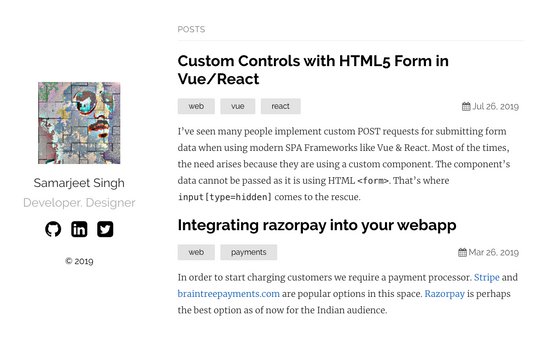 POSTS
Custom Controls with HTML5 Form in
Vue/React
web vue react Jul 26, 2019
I've seen many people implement custom POST requests for submitting form
data when using modern SPA Frameworks like Vue & React. Most of the times,
the need arises because they are using a custom component. The component's
data cannot be passed as it is using HTML <form>. That's where
input[type=hidden] comes to the rescue.
Integrating razorpay into your webapp
web payments Mar 26, 2019
In order to start charging customers we require a payment processor. Stripe and
braintreepayments.com are popular options in this space. Razorpay is perhaps
the best option as of now for the Indian audience.
Samarjeet Singh
Developer. Designer
© 2019